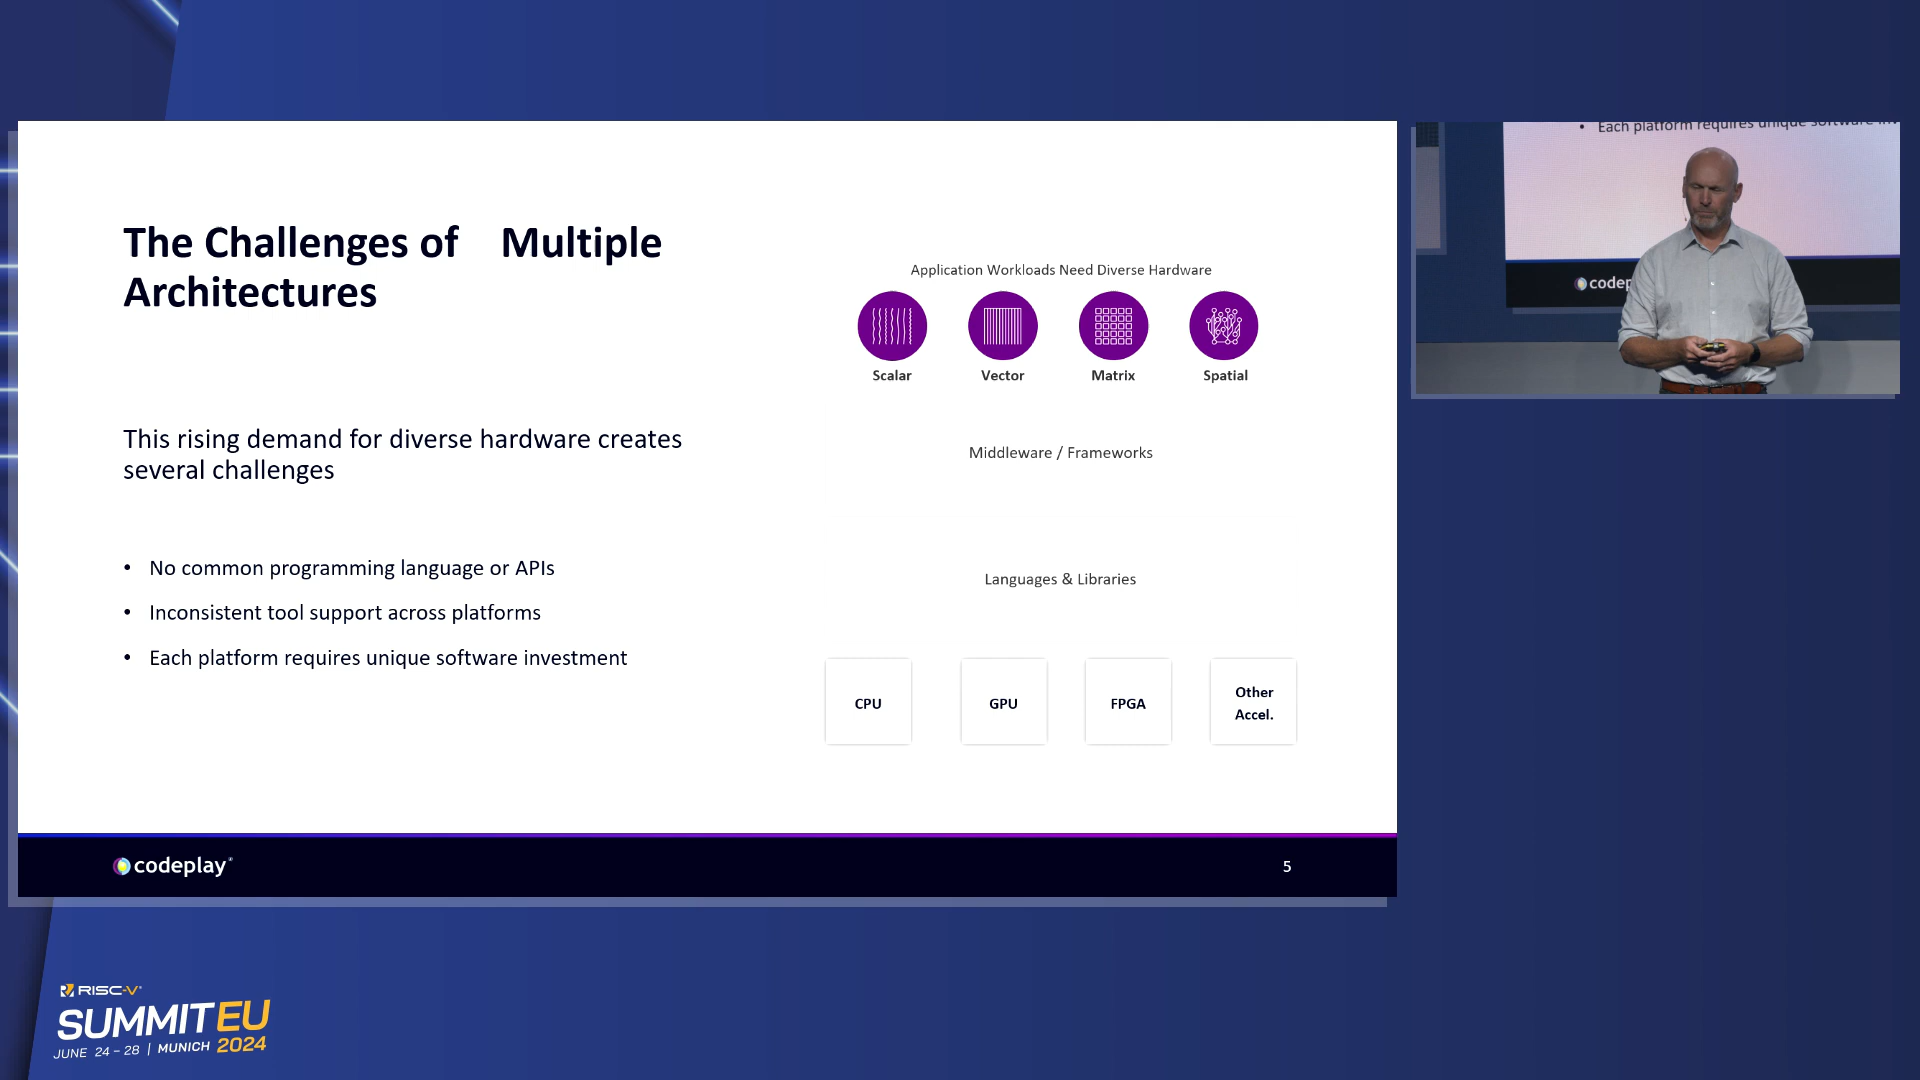 The Challenges of Multiple
Architectures
This rising demand for diverse hardware creates
several challenges
• No common programming language or APIs
• Inconsistent tool support across platforms
• Each platform requires unique software investment
Application Workloads Need Diverse Hardware
Scalar Vector Matrix Spatial
Middleware / Frameworks
Languages & Libraries
CPU GPU FPGA Other
Accel.
codeplay
5
• Each platform requires unique software
codep
RISC-V
SUMMIT EU
JUNE 24 – 28 | MUNICH 2024